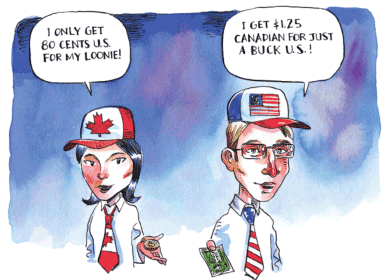 I ONLY GET
80 CENTS U.S.
FOR MY LOONIE!
I GET $1.25
CANADIAN FOR JUST
A BUCK U.S.!